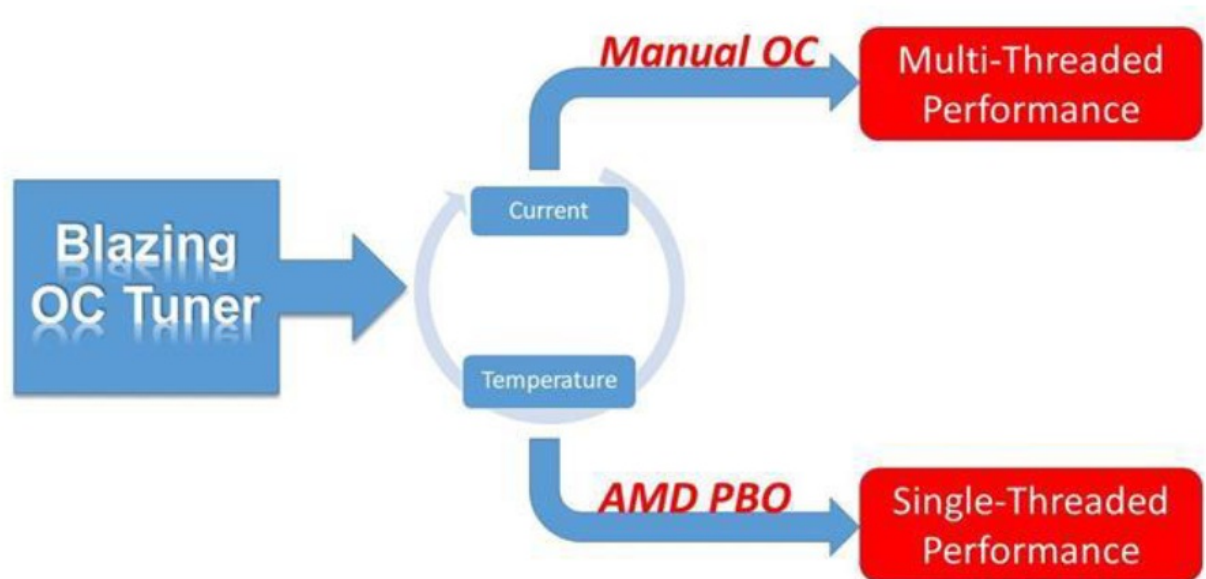 Blazing
OC Tuner
Current
Temperature
Manual OC
Multi-Threaded
Performance
AMD PBO
Single-Threaded
Performance